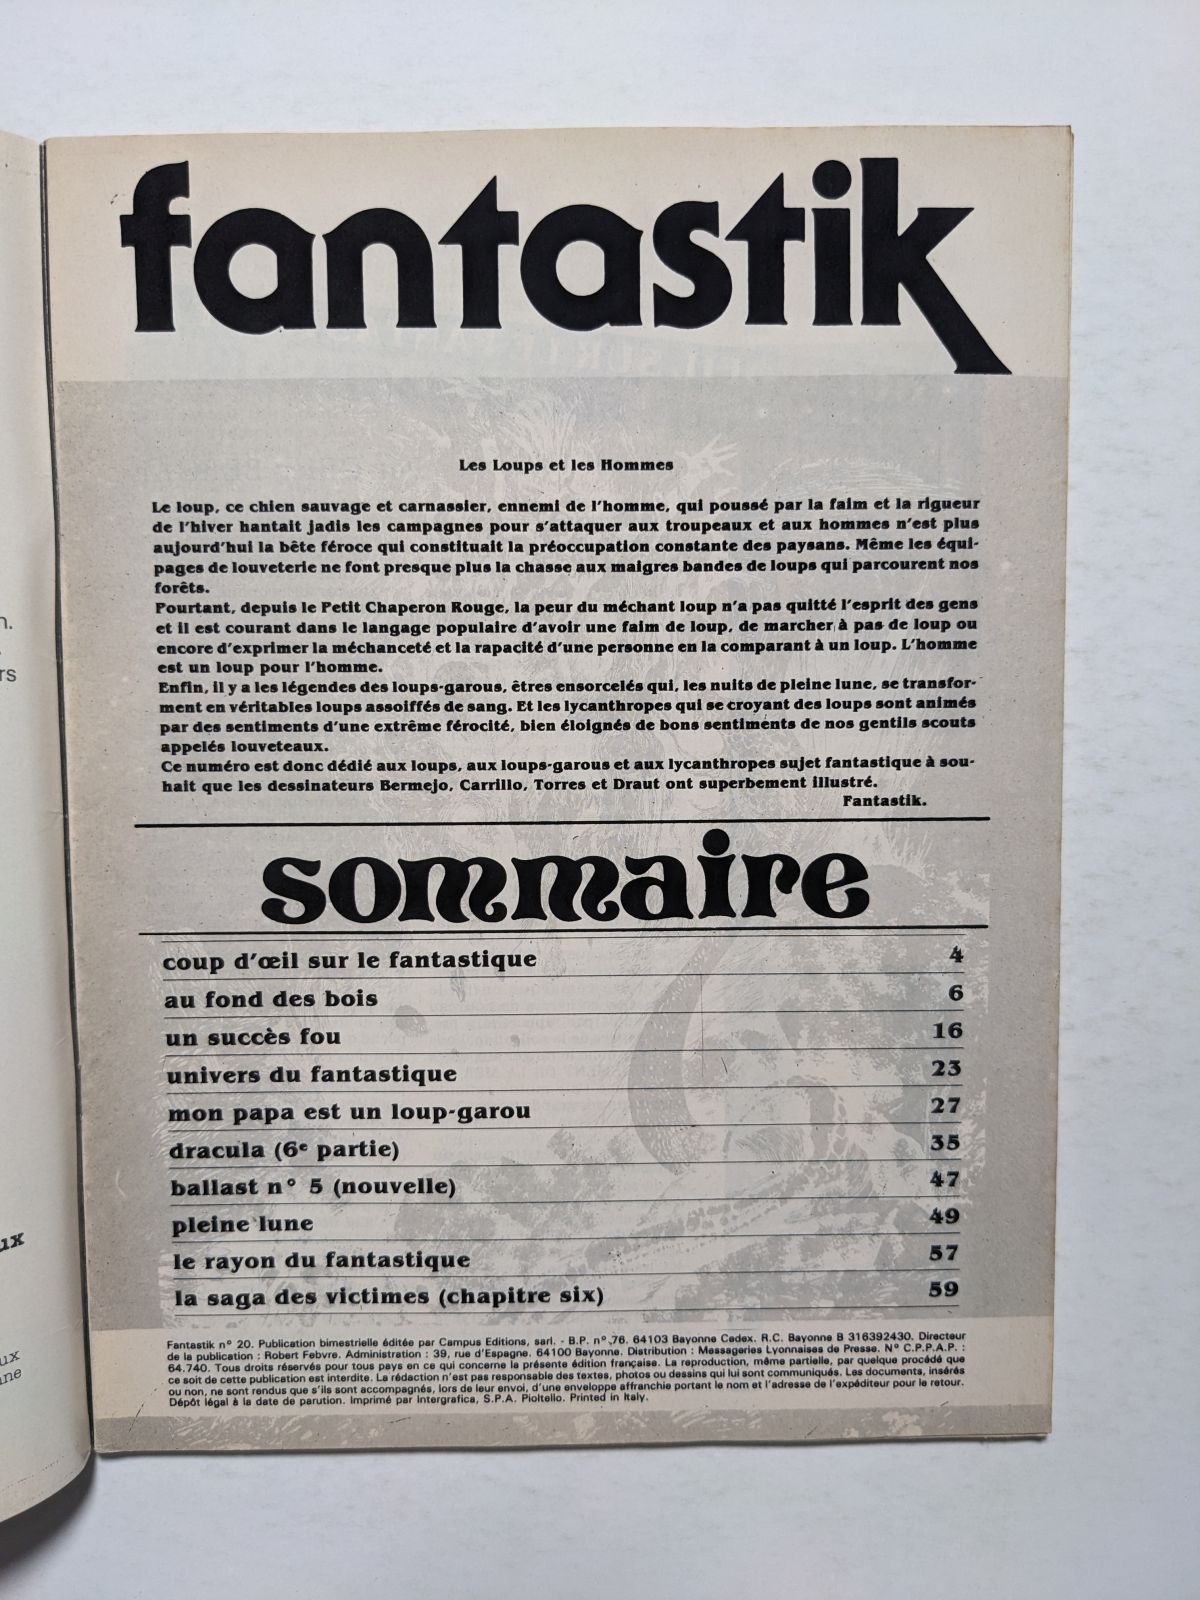 fantastik
Les Loups et les Hommes
Le loup, ce chien sauvage et carnassier, ennemi de l'homme, qui poussé par la faim et la rigueur
de l'hiver hantait jadis les campagnes pour s'attaquer aux troupeaux et aux hommes n'est plus
aujourd'hui la bête féroce qui constituait la préoccupation constante des paysans. Même les équi-
pages de louveterie ne font presque plus la chasse aux maigres bandes de loups qui parcourent nos
forêts.
Pourtant, depuis le Petit Chaperon Rouge, la peur du méchant loup n'a pas quitté l'esprit des gens
et il est courant dans le langage populaire d'avoir une faim de loup, de marcher à pas de loup ou
encore d'exprimer la méchanceté et la rapacité d'une personne en la comparant à un loup. L'homme
est un loup pour l'homme.
Enfin, il y a les légendes des loups-garous, êtres ensorcelés qui, les nuits de pleine lune, se transfor-
ment en véritables loups assoiffés de sang. Et les lycanthropes qui se croyant des loups sont animés
par des sentiments d'une extrême férocité, bien éloignés de bons sentiments de nos gentils scouts
appelés louveteaux.
Ce numéro est donc dédié aux loups, aux loups-garous et aux lycanthropes sujet fantastique à sou-
hait que les dessinateurs Bermejo, Carrillo, Torres et Draut ont superbement illustré.
Fantastik.
sommaire
coup d'œil sur le fantastique 4
au fond des bois 6
un succès fou 16
univers du fantastique 23
mon papa est un loup-garou 27
dracula (6e partie) 35
ballast n° 5 (nouvelle) 47
pleine lune 49
le rayon du fantastique 57
la saga des victimes (chapitre six) 59
Fantastik n° 20. Publication bimestrielle éditée par Campus Editions, sarl. - B.P. n° 76. 64103 Bayonne Cedex. R.C. Bayonne B 316392430. Directeur
de la publication : Robert Febvre. Administration : 39, rue d'Espagne. 64100 Bayonne. Distribution : Messageries Lyonnaises de Presse. N° C.P.P.A.P. :
64.740. Tous droits réservés pour tous pays en ce qui concerne la présente édition française. La reproduction, même partielle, par quelque procédé que
ce soit de cette publication est interdite. La rédaction n'est pas responsable des textes, photos ou dessins qui lui sont communiqués. Les documents, insérés
ou non, ne sont rendus que s'ils sont accompagnés, lors de leur envoi, d'une enveloppe affranchie portant le nom et l'adresse de l'expéditeur pour le retour.
Dépôt légal à la date de parution. Imprimé par Intergrafica, S.P.A. Pioltello. Printed in Italy.